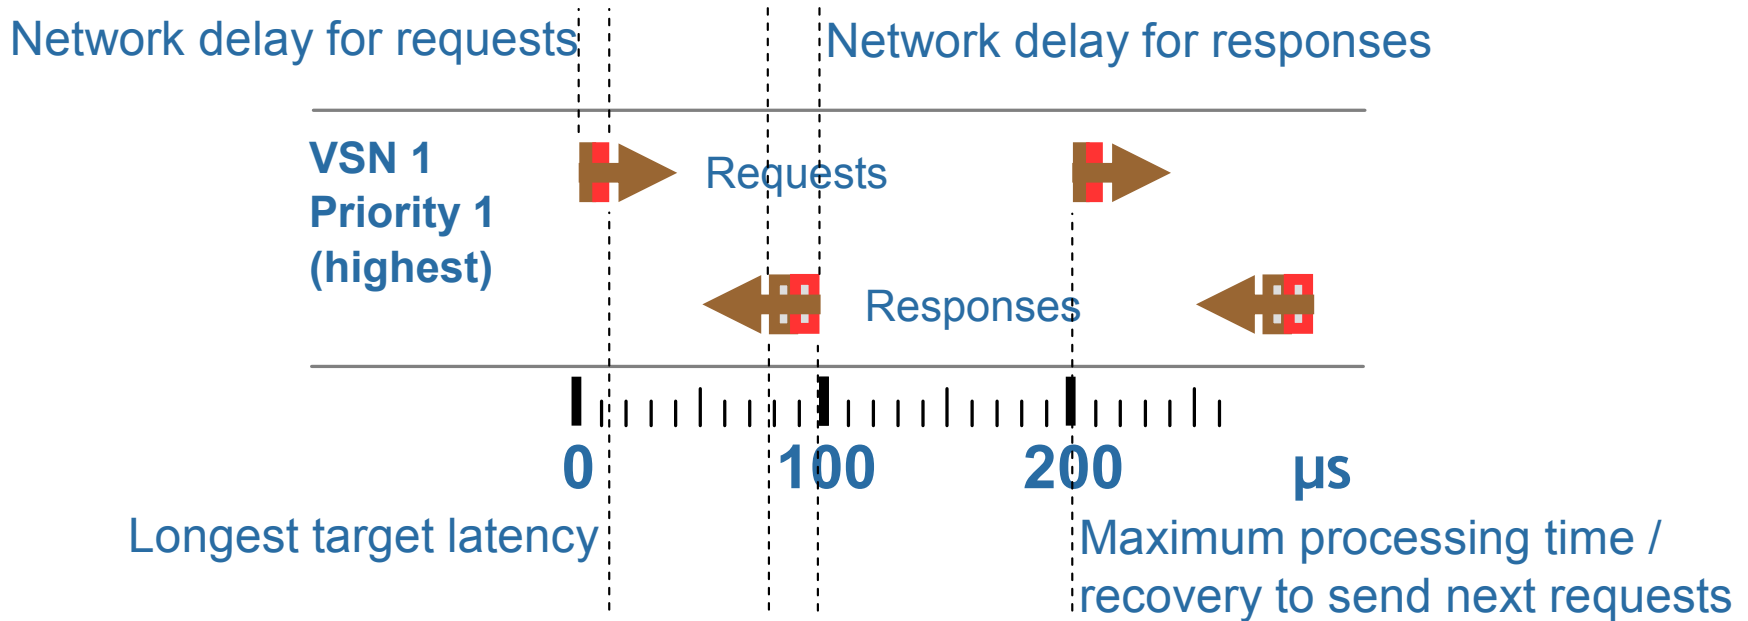 Network delay for requests
Network delay for responses
VSN 1
Priority 1
(highest)
Requests
Responses
0
100
200
µs
Longest target latency
Maximum processing time /
recovery to send next requests